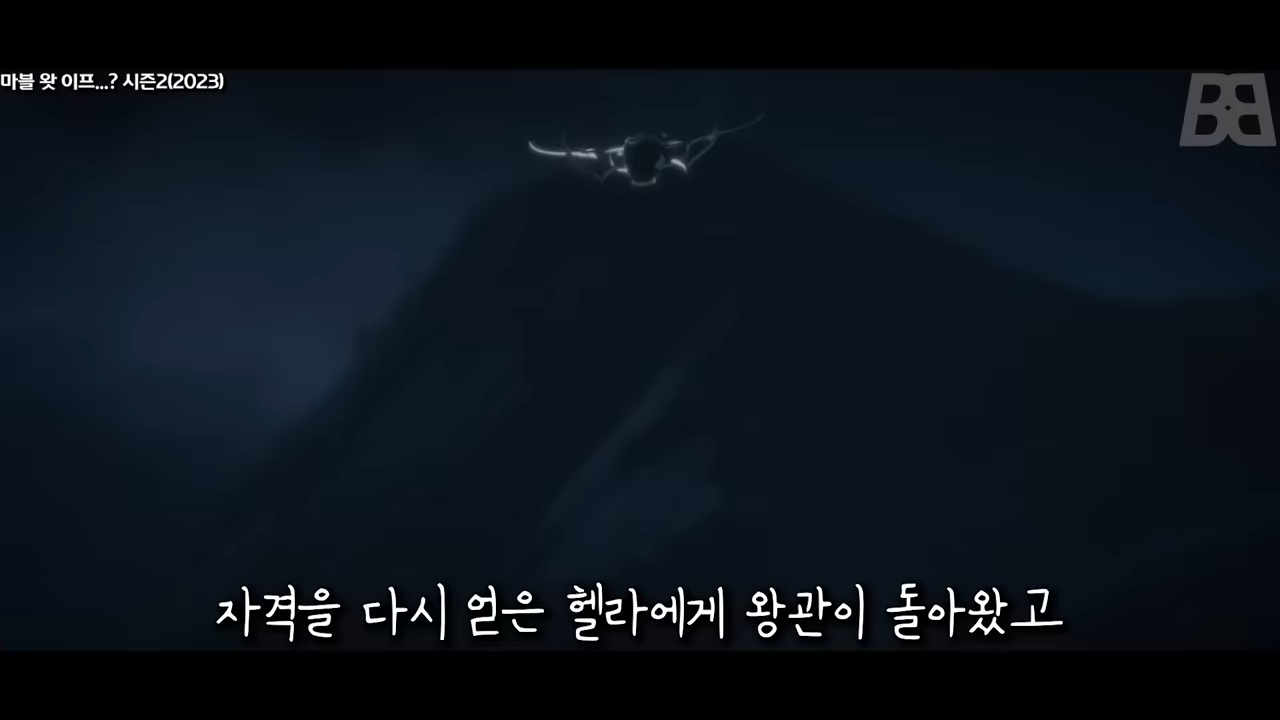 마블 왓 이프...? 시즌2(2023)
자격을 다시 얻은 헬라에게 왕관이 돌아왔고